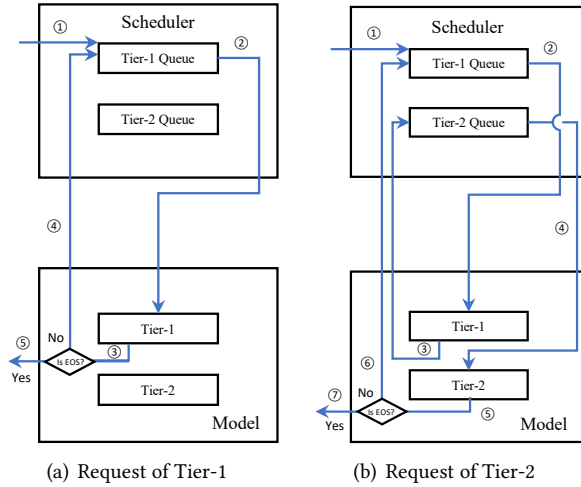 Scheduler
①
②
Tier-1 Queue
Tier-2 Queue
④
Tier-1
③
No
⑤
Is EOS?
Yes
Tier-2
Model
(a) Request of Tier-1
Scheduler
①
②
Tier-1 Queue
Tier-2 Queue
④
Tier-1
③
⑥
Tier-2
No
⑦
Is EOS?
⑤
Yes
Model
(b) Request of Tier-2